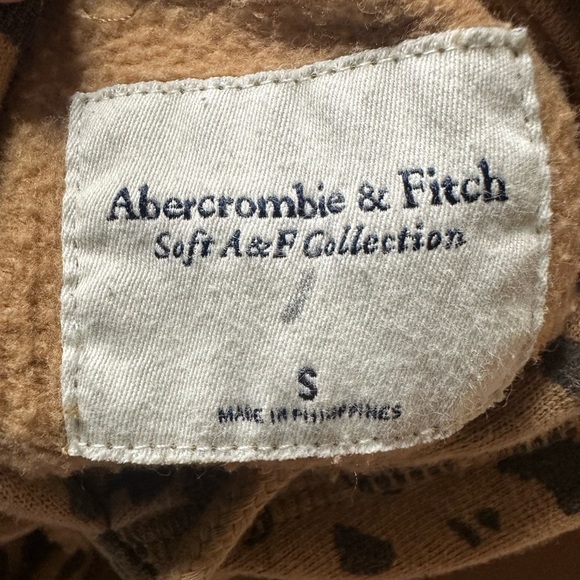 Abercrombie & Fitch
Soft A&F Collection
S
MADE IN PHILIPPINES